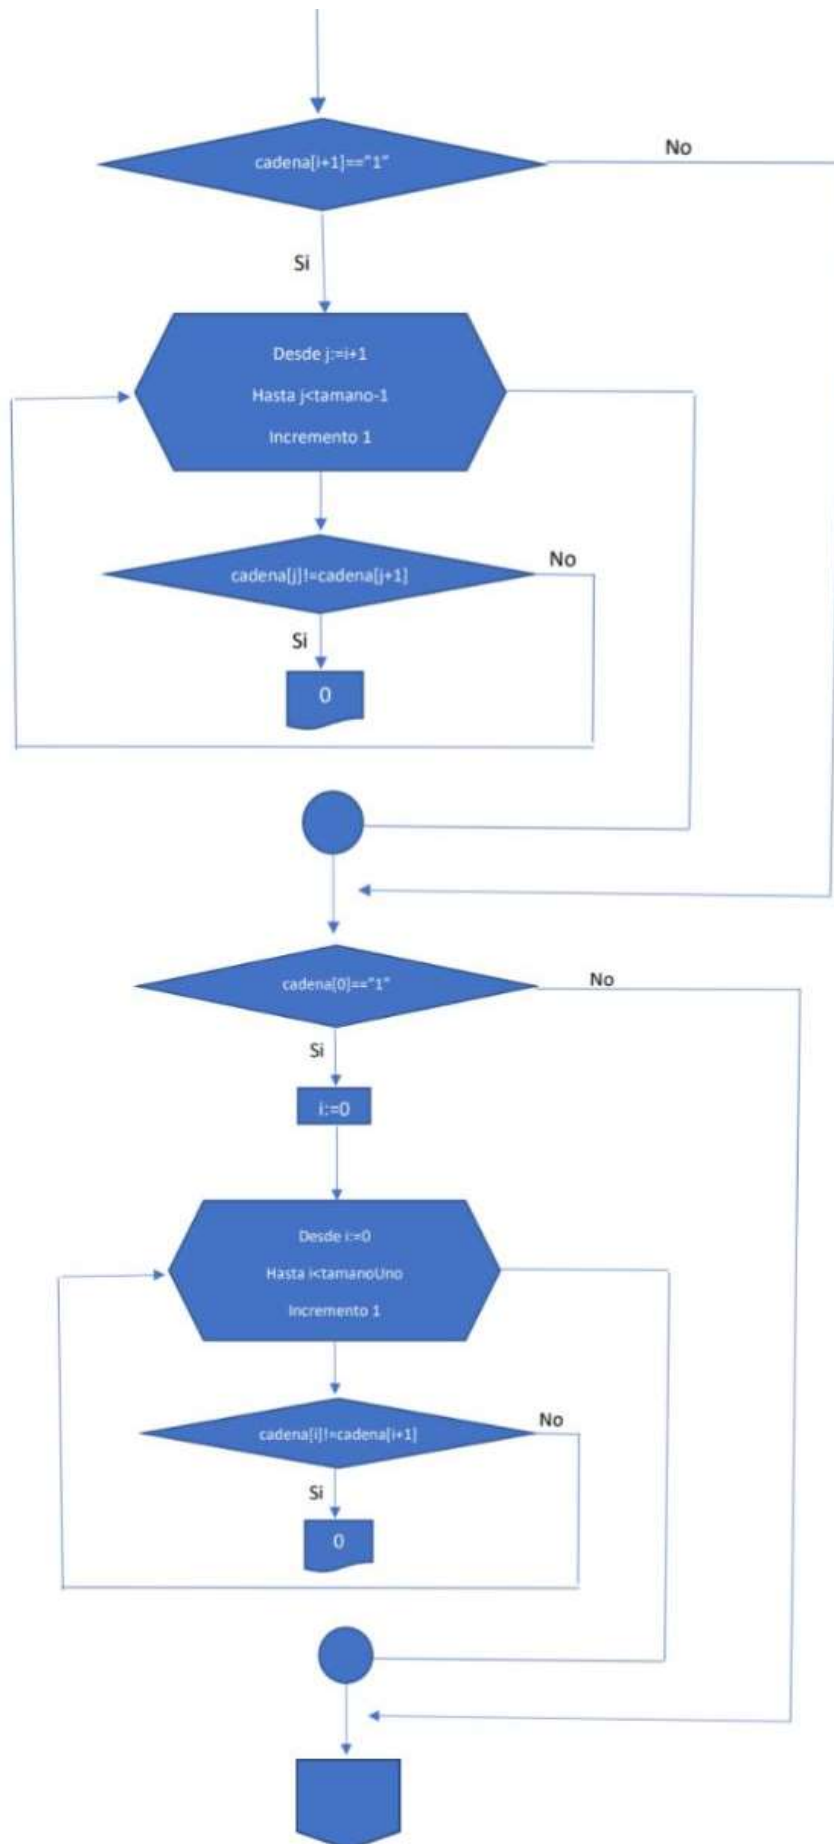 cadena[i+1]=="1"
No
Si
Desde j:=i+1
Hasta j<tamano-1
Incremento 1
cadena[j]!=cadena[j+1]
No
Si
0
cadena[0]=="1"
No
Si
i:=0
Desde i:=0
Hasta i<tamanoUno
Incremento 1
cadena[i]!=cadena[i+1]
No
Si
0